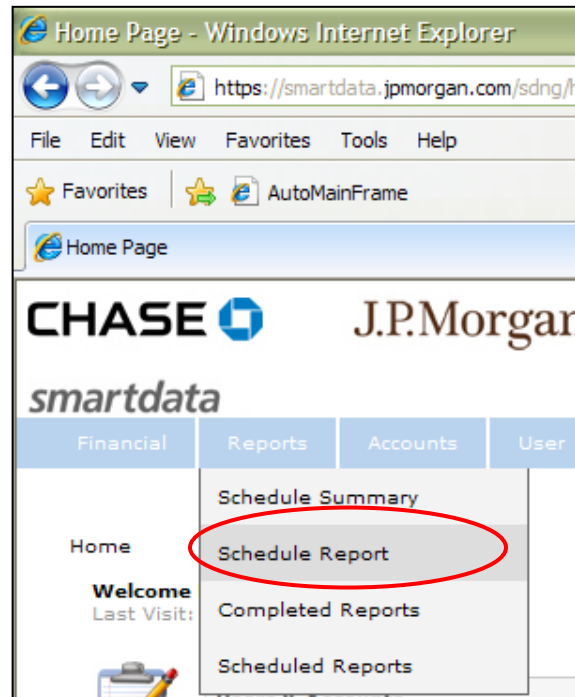 Home Page - Windows Internet Explorer
https://smartdata.jpmorgan.com/sdng/h
File Edit View Favorites Tools Help
Favorites AutoMainFrame
Home Page
CHASE J.P.Morgan
smartdata
Financial Reports Accounts User
Schedule Summary
Home
Schedule Report
Welcome
Last Visit:
Completed Reports
Scheduled Reports